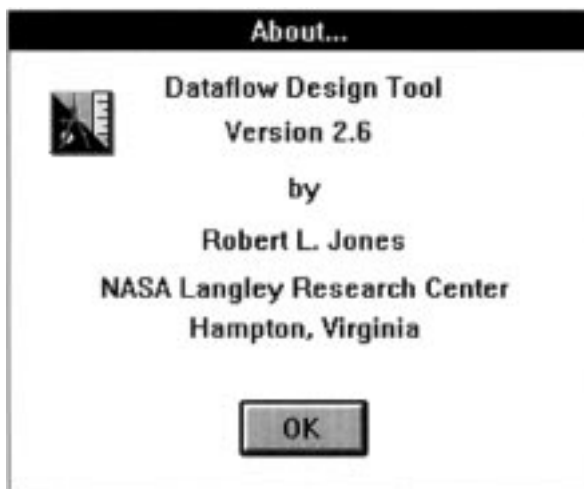 About...
Dataflow Design Tool
Version 2.6
by
Robert L. Jones
NASA Langley Research Center
Hampton, Virginia
OK